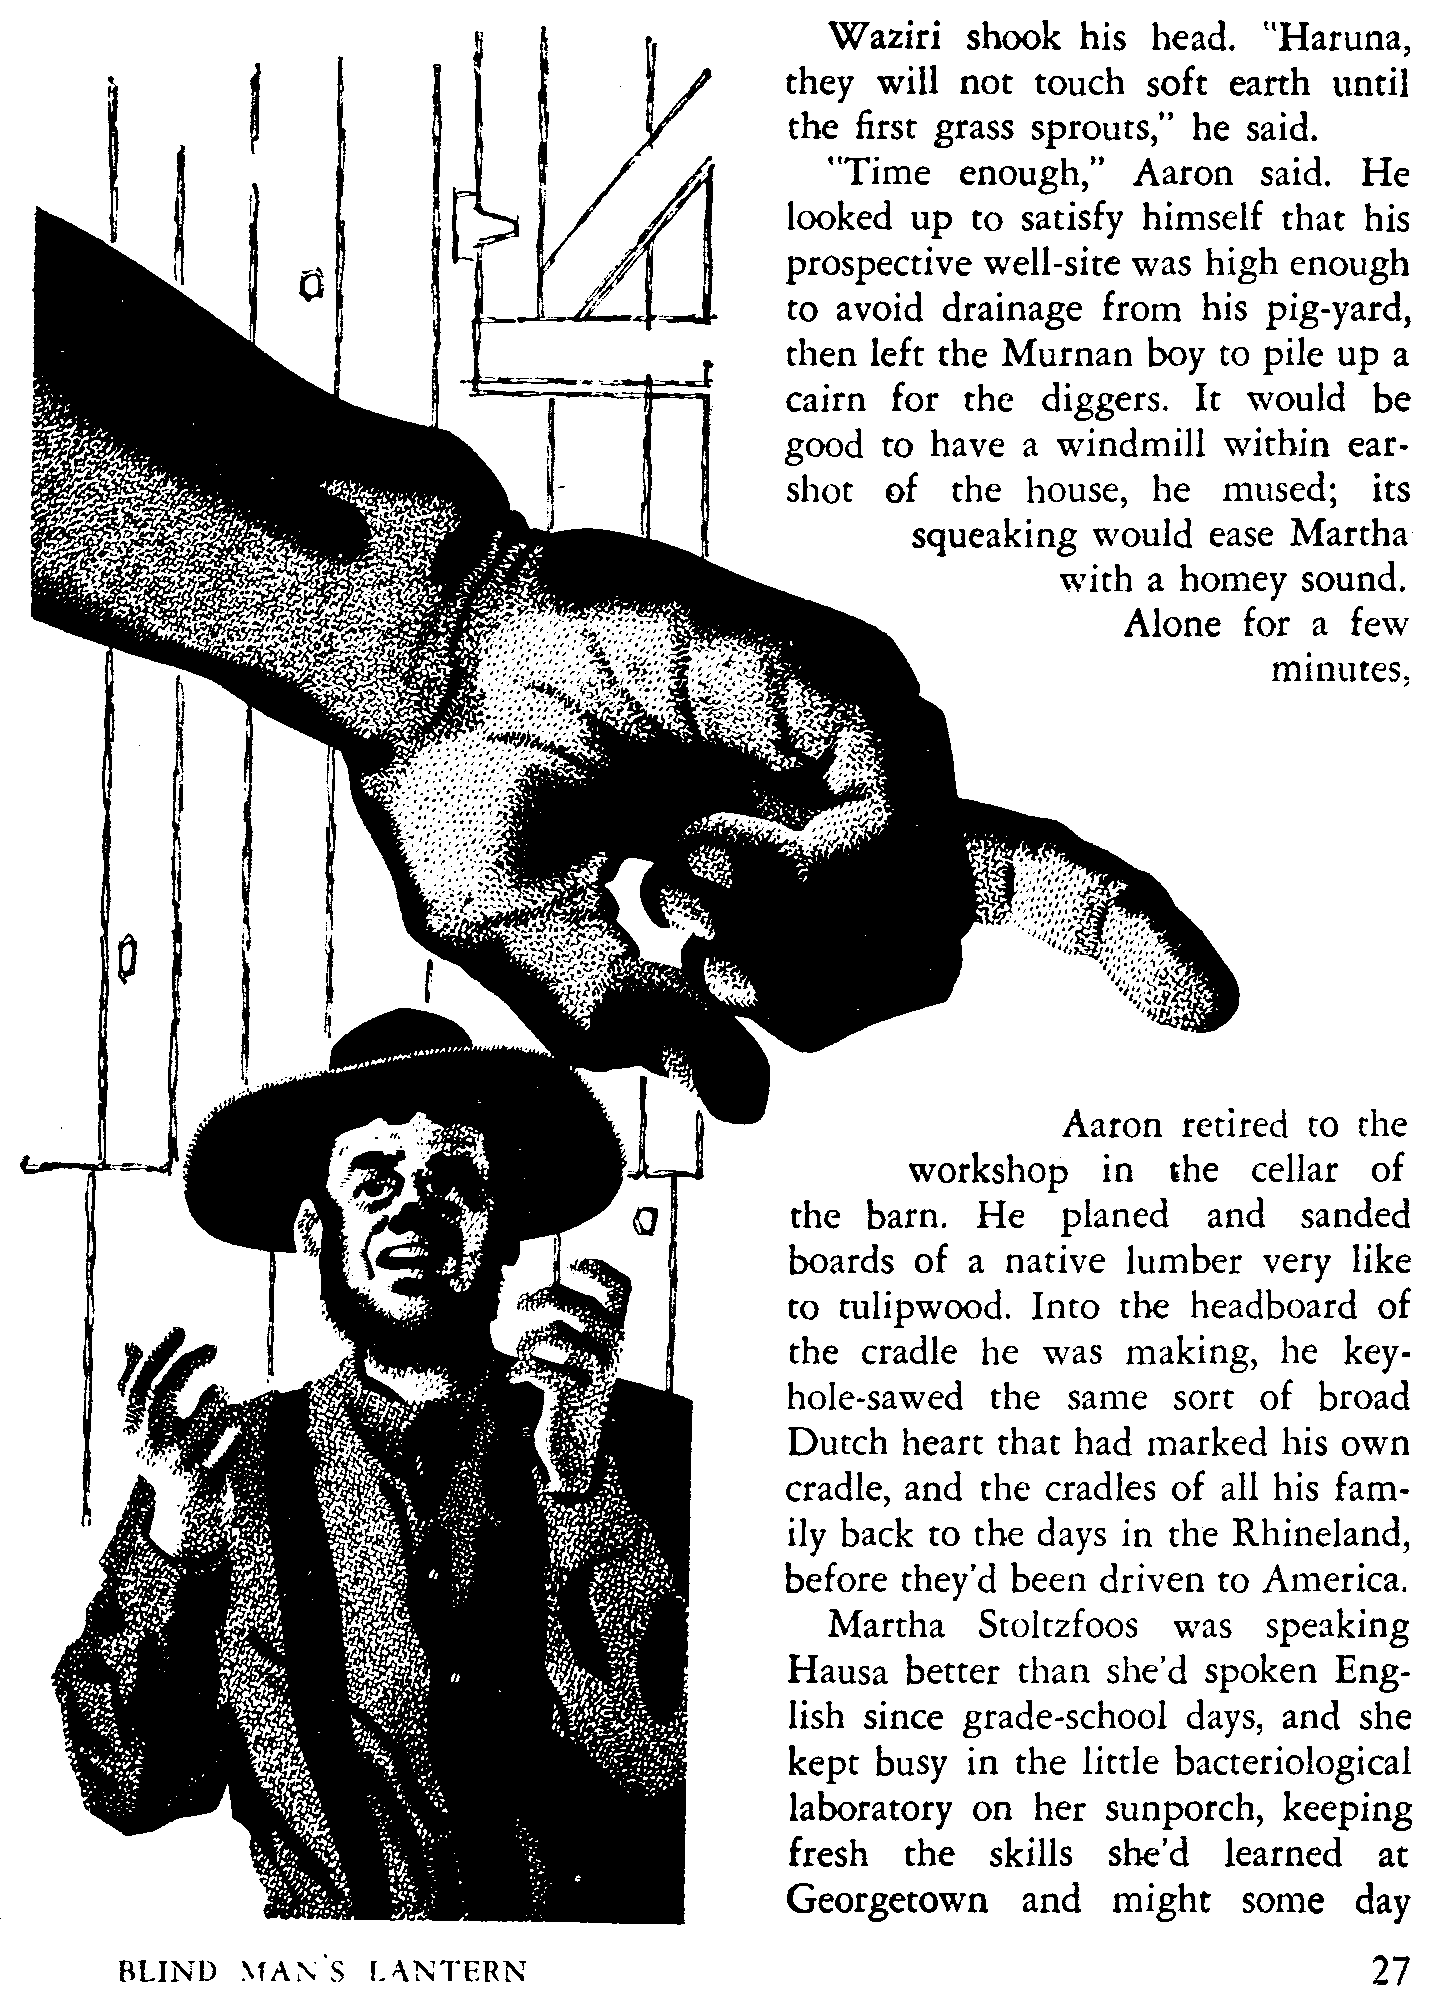 Waziri shook his head. "Haruna,
they will not touch soft earth until
the first grass sprouts," he said.
"Time enough," Aaron said. He
looked up to satisfy himself that his
prospective well-site was high enough
to avoid drainage from his pig-yard,
then left the Murnan boy to pile up a
cairn for the diggers. It would be
good to have a windmill within ear-
shot of the house, he mused; its
squeaking would ease Martha
with a homey sound.
Alone for a few
minutes,
Aaron retired to the
workshop in the cellar of
the barn. He planed and sanded
boards of a native lumber very like
to tulipwood. Into the headboard of
the cradle he was making, he key-
hole-sawed the same sort of broad
Dutch heart that had marked his own
cradle, and the cradles of all his fam-
ily back to the days in the Rhineland,
before they'd been driven to America.
Martha Stoltzfoos was speaking
Hausa better than she'd spoken Eng-
lish since grade-school days, and she
kept busy in the little bacteriological
laboratory on her sunporch, keeping
fresh the skills she'd learned at
Georgetown and might some day
BLIND MAN'S LANTERN
27